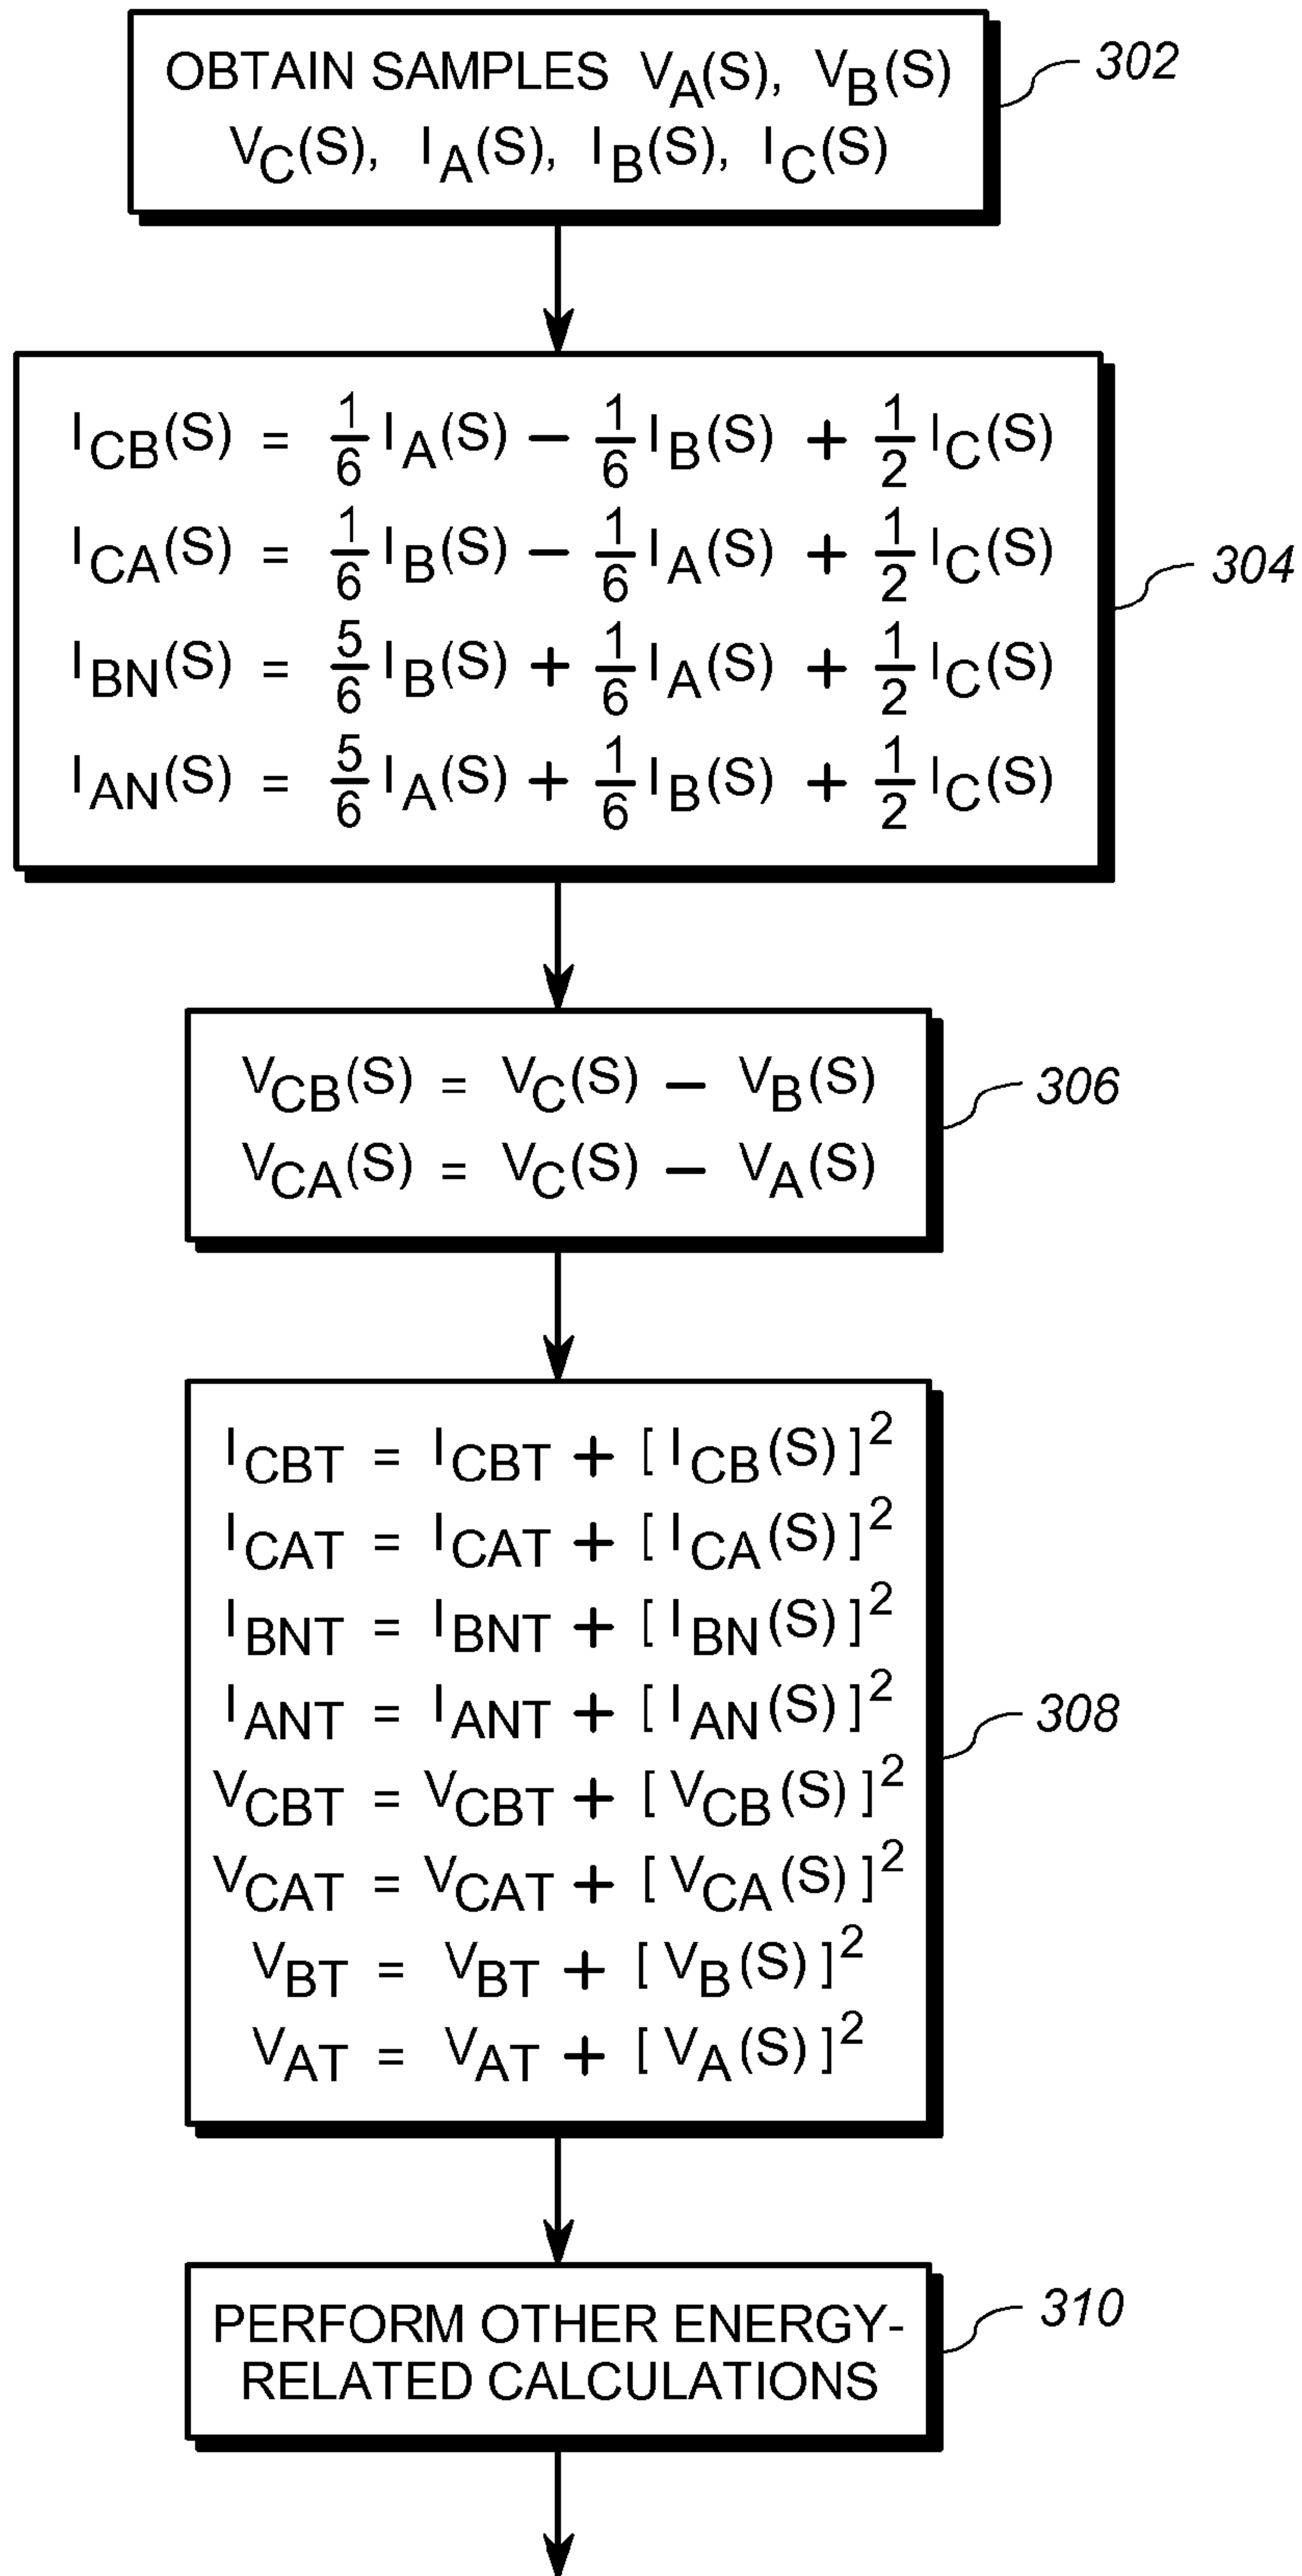 OBTAIN SAMPLES V_A(S), V_B(S)
V_C(S), I_A(S), I_B(S), I_C(S)
302
I_CB(S) = 1/6 I_A(S) − 1/6 I_B(S) + 1/2 I_C(S)
I_CA(S) = 1/6 I_B(S) − 1/6 I_A(S) + 1/2 I_C(S)
I_BN(S) = 5/6 I_B(S) + 1/6 I_A(S) + 1/2 I_C(S)
I_AN(S) = 5/6 I_A(S) + 1/6 I_B(S) + 1/2 I_C(S)
304
V_CB(S) = V_C(S) − V_B(S)
V_CA(S) = V_C(S) − V_A(S)
306
I_CBT = I_CBT + [ I_CB(S) ]²
I_CAT = I_CAT + [ I_CA(S) ]²
I_BNT = I_BNT + [ I_BN(S) ]²
I_ANT = I_ANT + [ I_AN(S) ]²
V_CBT = V_CBT + [ V_CB(S) ]²
V_CAT = V_CAT + [ V_CA(S) ]²
V_BT = V_BT + [ V_B(S) ]²
V_AT = V_AT + [ V_A(S) ]²
308
PERFORM OTHER ENERGY-
RELATED CALCULATIONS
310